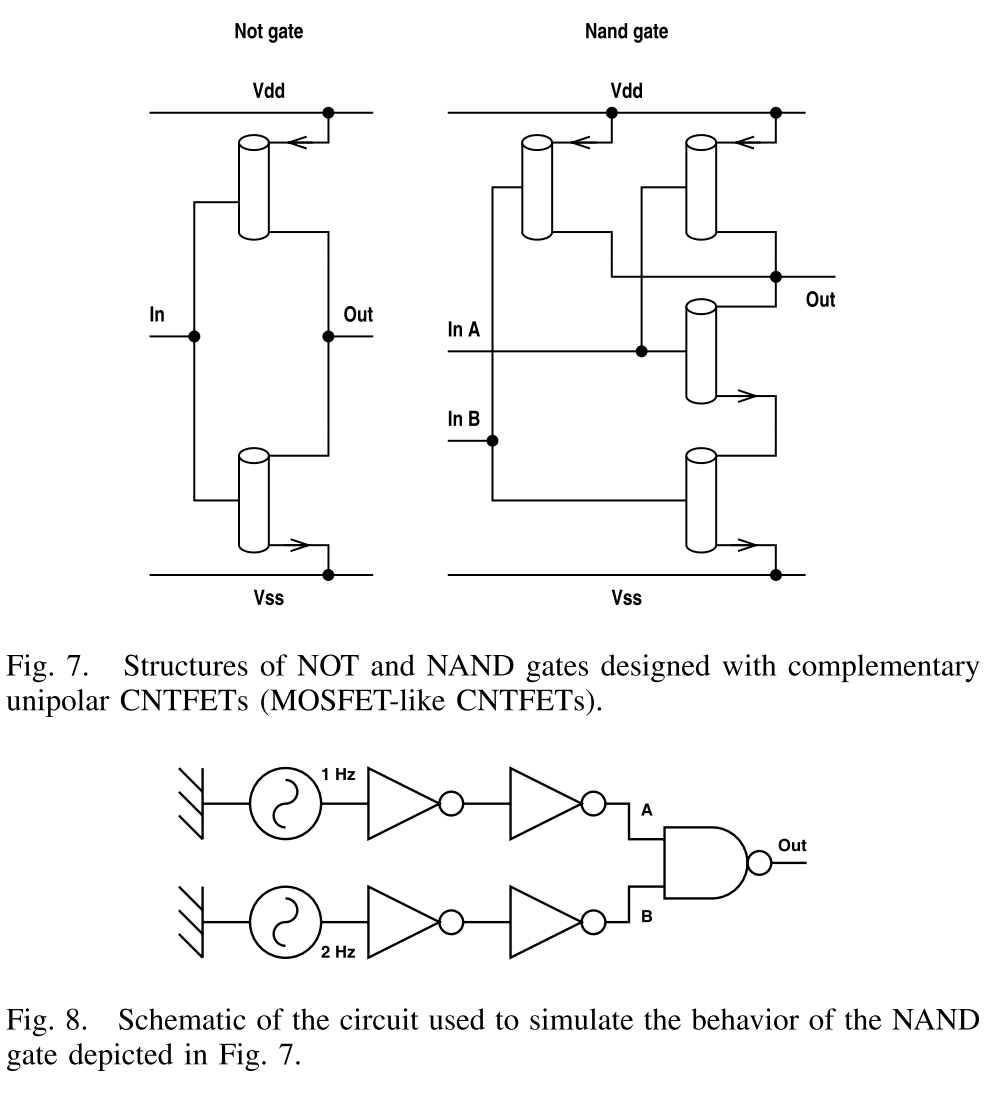 Not gate
Nand gate
Vdd
Vdd
In
Out
Out
In A
In B
Vss
Vss
Fig. 7. Structures of NOT and NAND gates designed with complementary
unipolar CNTFETs (MOSFET-like CNTFETs).
1 Hz
A
Out
B
2 Hz
Fig. 8. Schematic of the circuit used to simulate the behavior of the NAND
gate depicted in Fig. 7.